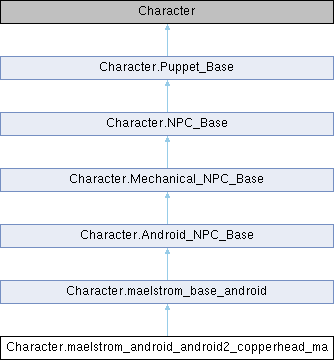 Character
Character.Puppet_Base
Character.NPC_Base
Character.Mechanical_NPC_Base
Character.Android_NPC_Base
Character.maelstrom_base_android
Character.maelstrom_android_android2_copperhead_ma